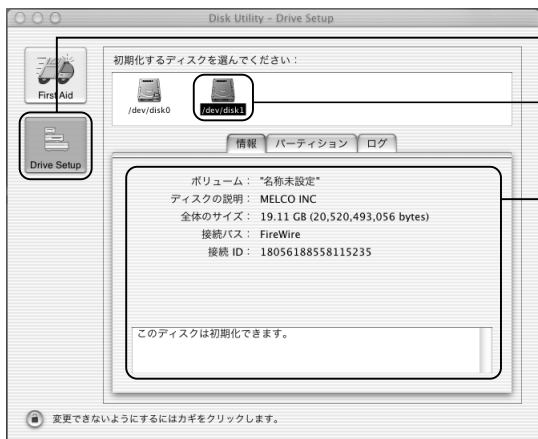 Disk Utility – Drive Setup
初期化するディスクを選んでください：
First Aid
/dev/disk0
/dev/disk1
Drive Setup
情報
パーティション
ログ
ボリューム： "名称未設定"
ディスクの説明： MELCO INC
全体のサイズ： 19.11 GB (20,520,493,056 bytes)
接続バス： FireWire
接続 ID： 18056188558115235
このディスクは初期化できます。
変更できないようにするにはカギをクリックします。